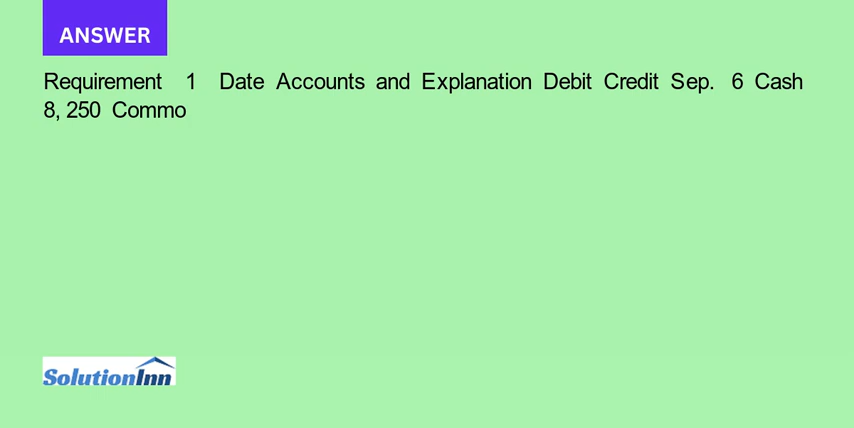 ANSWER
Requirement 1 Date Accounts and Explanation Debit Credit Sep. 6 Cash
8, 250 Commo
SolutionInn